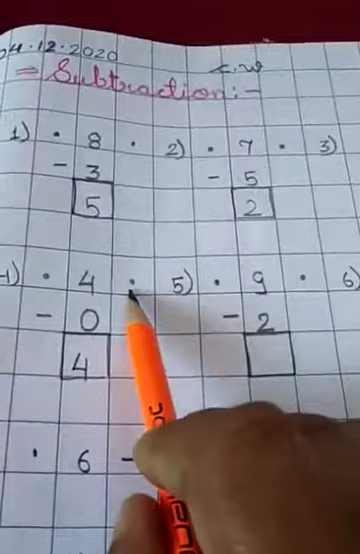 04.12.2020 C.W
⇒ Subtraction:-
1) · 8 · 2) · 7 · 3)
- 3 - 5
5 2
4) · 4 · 5) · 9 · 6)
- 0 - 2
4
· 6 -